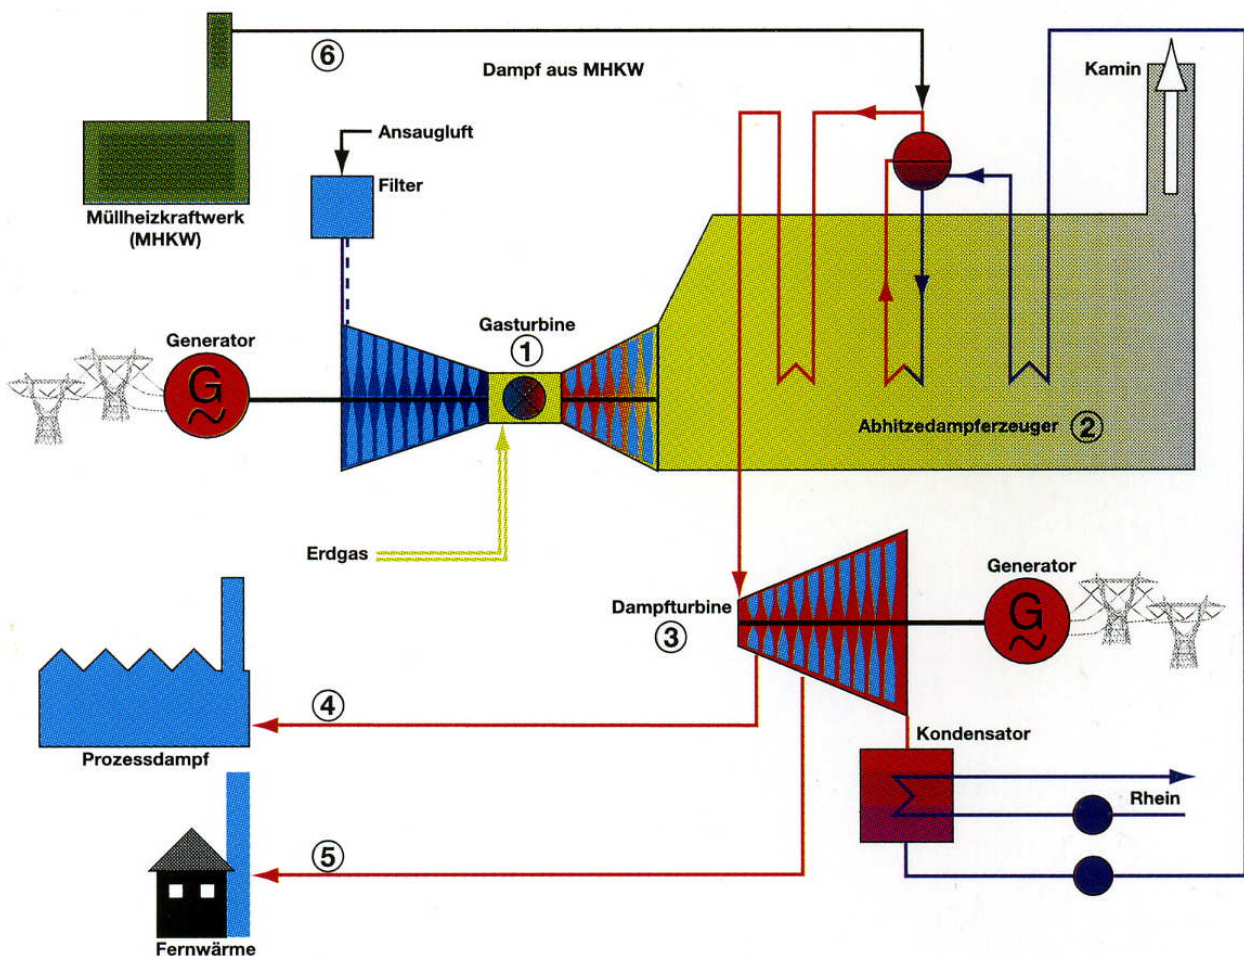 6
Dampf aus MHKW
Kamin
Ansaugluft
Filter
Müllheizkraftwerk
(MHKW)
Generator
G
Gasturbine
1
Abhitzedampferzeuger 2
Erdgas
Dampfturbine
3
Generator
G
4
Prozessdampf
Kondensator
Rhein
5
Fernwärme